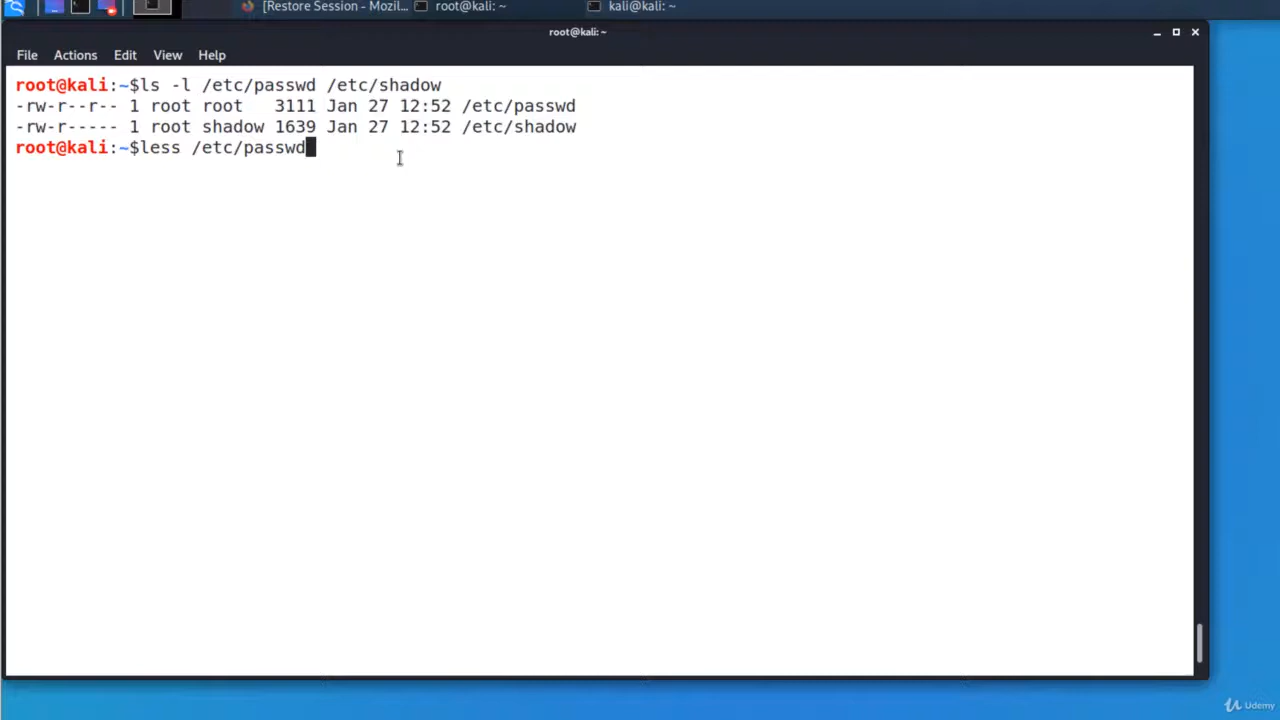 [Restore Session - Mozil... root@kali: ~ kali@kali: ~
root@kali: ~
File Actions Edit View Help
root@kali:~$ls -l /etc/passwd /etc/shadow
-rw-r--r-- 1 root root   3111 Jan 27 12:52 /etc/passwd
-rw-r----- 1 root shadow 1639 Jan 27 12:52 /etc/shadow
root@kali:~$less /etc/passwd
Udemy